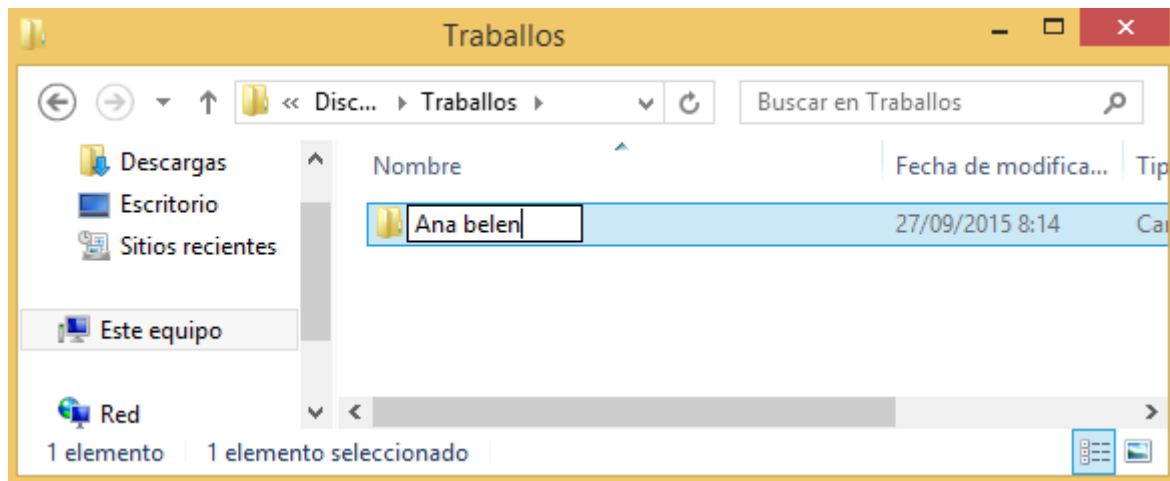 Traballos
« Disc... Traballos
Buscar en Traballos
Descargas
Escritorio
Sitios recientes
Este equipo
Red
Nombre
Fecha de modifica...
Tip
Ana belen
27/09/2015 8:14
Car
1 elemento
1 elemento seleccionado